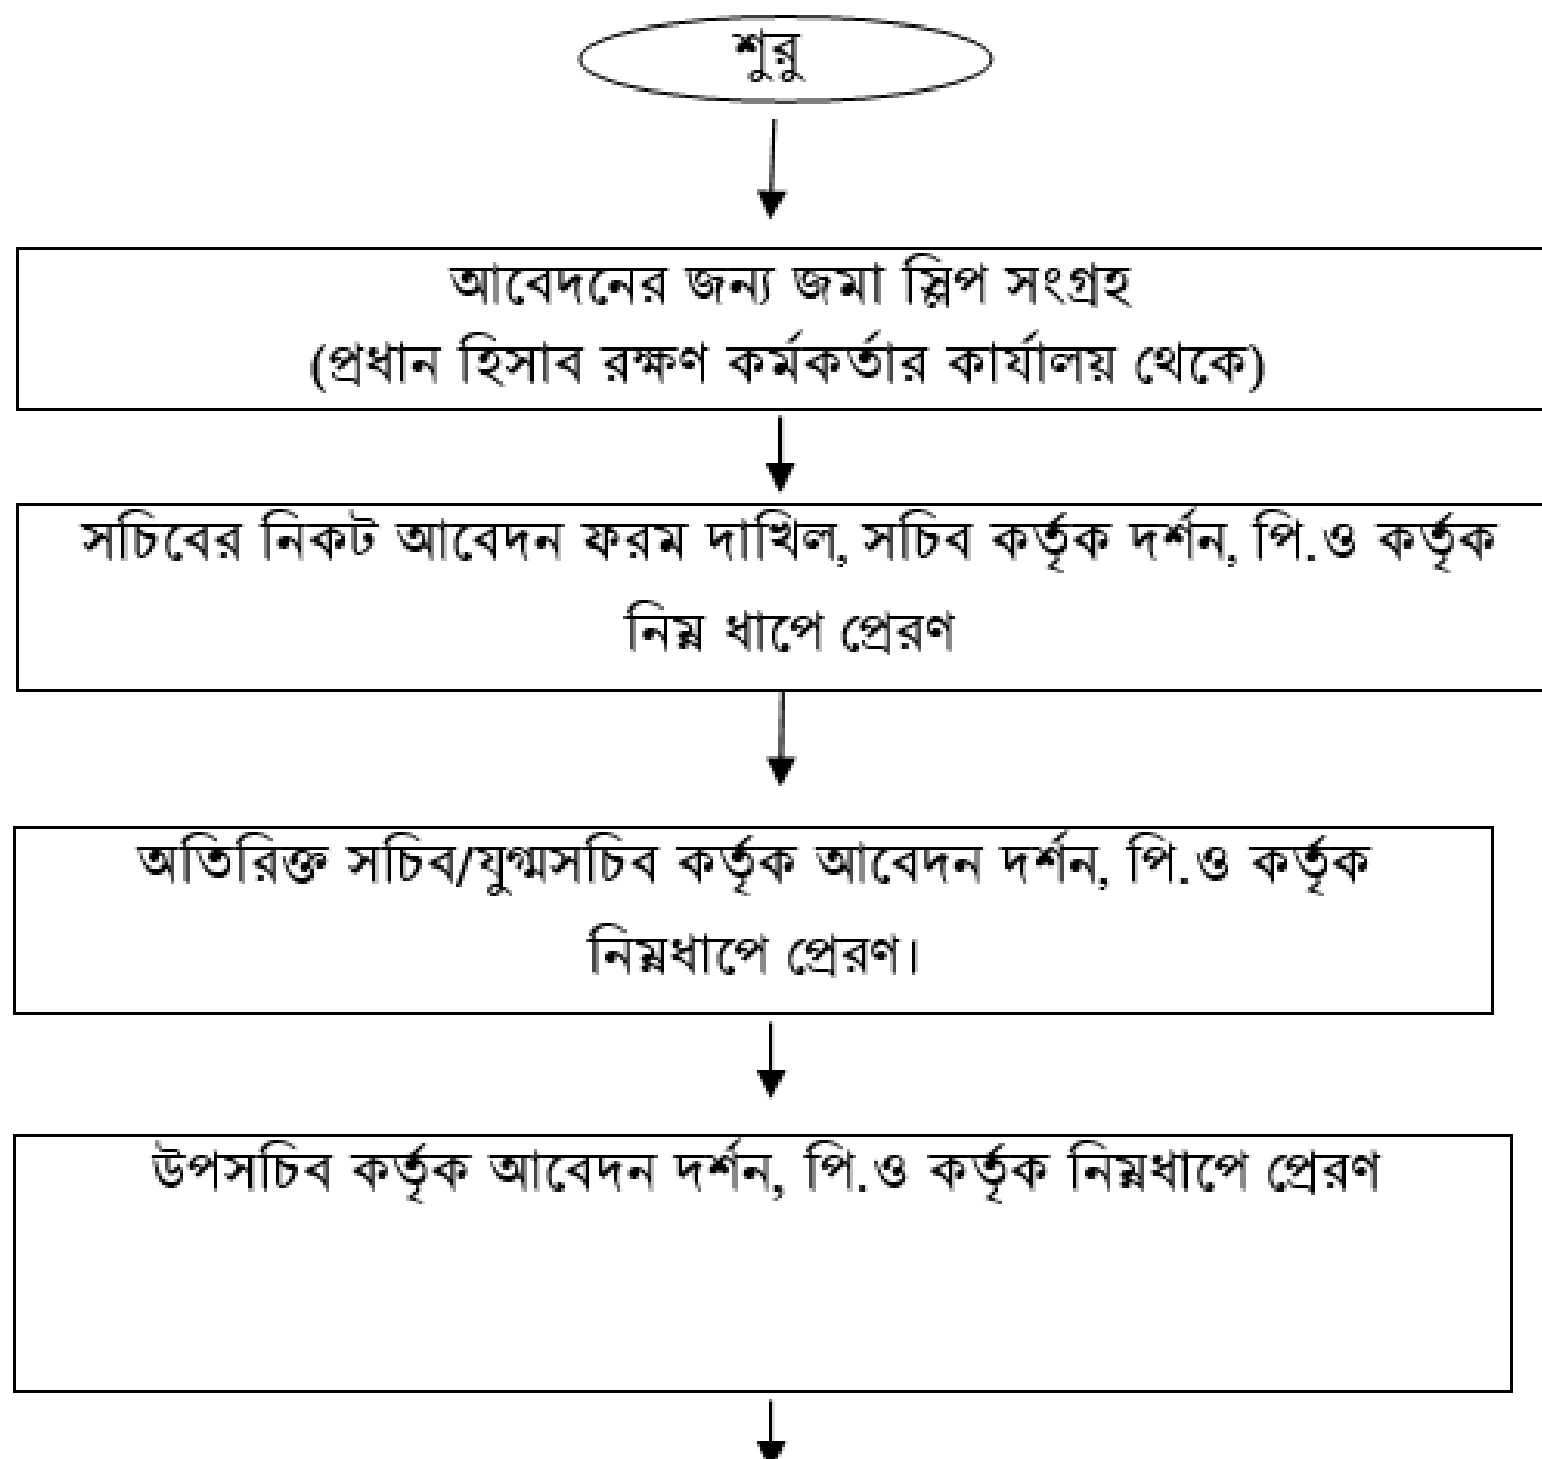 শুরু
আবেদনের জন্য জমা স্লিপ সংগ্রহ
(প্রধান হিসাব রক্ষণ কর্মকর্তার কার্যালয় থেকে)
সচিবের নিকট আবেদন ফরম দাখিল, সচিব কর্তৃক দর্শন, পি.ও কর্তৃক
নিম্ন ধাপে প্রেরণ
অতিরিক্ত সচিব/যুগ্মসচিব কর্তৃক আবেদন দর্শন, পি.ও কর্তৃক
নিম্নধাপে প্রেরণ।
উপসচিব কর্তৃক আবেদন দর্শন, পি.ও কর্তৃক নিম্নধাপে প্রেরণ